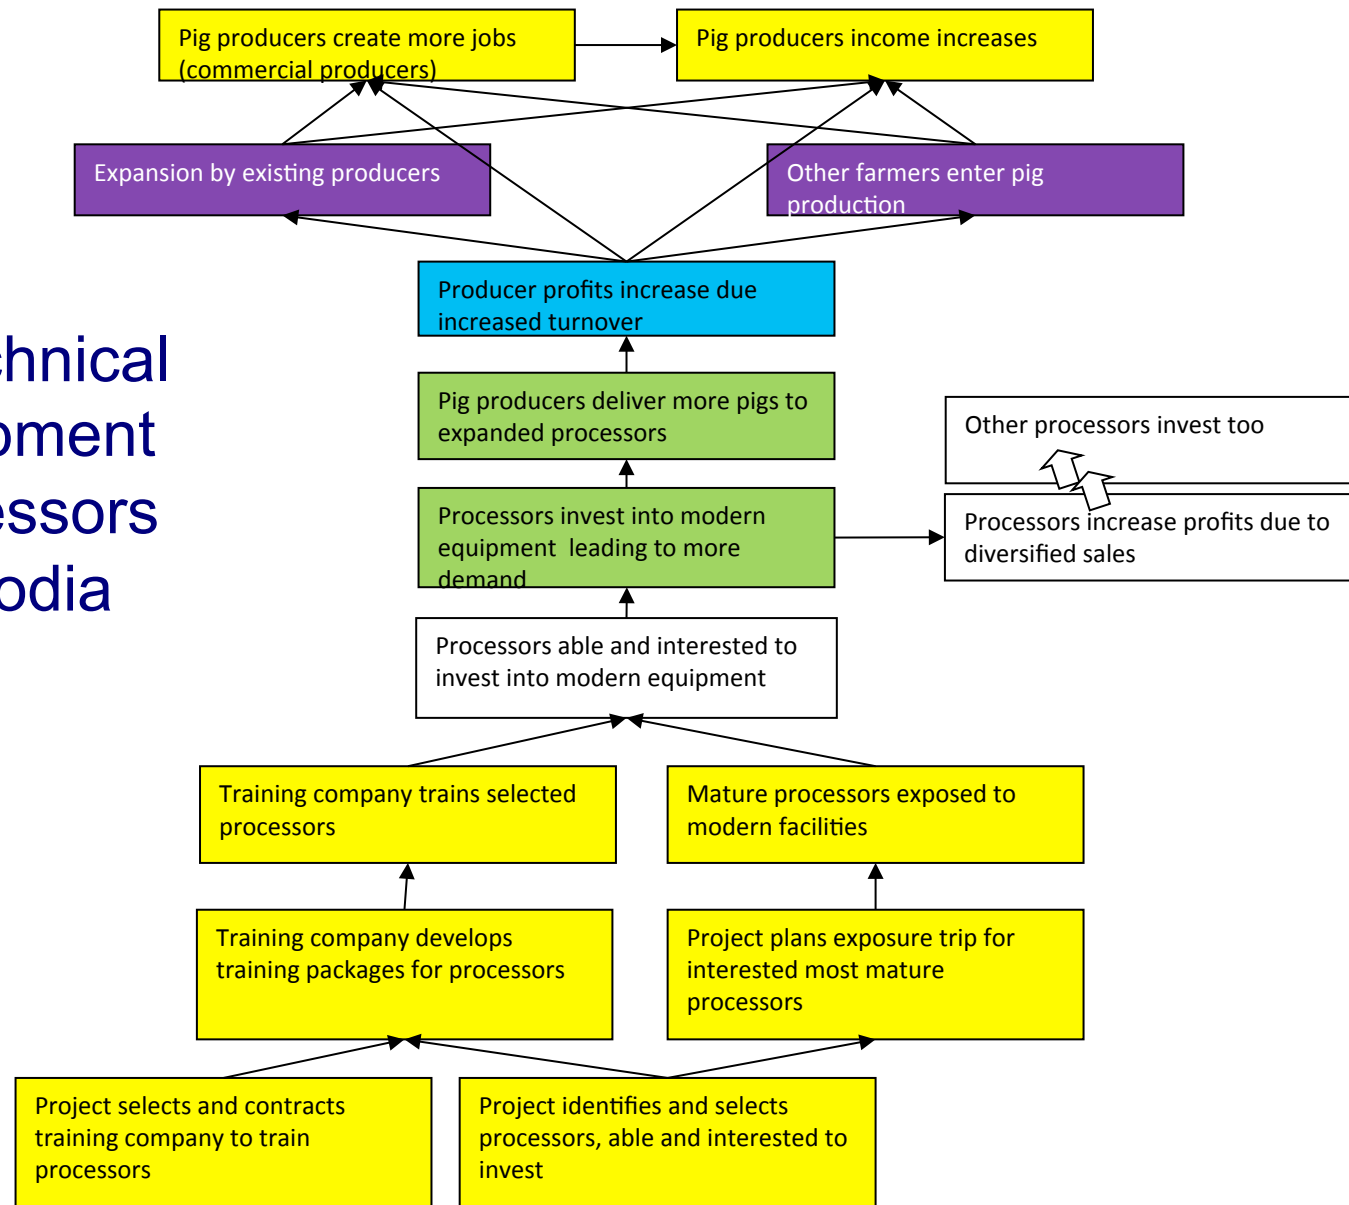 Pig producers create more jobs
(commercial producers)
Pig producers income increases
Expansion by existing producers
Other farmers enter pig
production
Producer profits increase due
increased turnover
chnical
oment
essors
odia
Pig producers deliver more pigs to
expanded processors
Other processors invest too
Processors invest into modern
equipment leading to more
demand
Processors increase profits due to
diversified sales
Processors able and interested to
invest into modern equipment
Training company trains selected
processors
Mature processors exposed to
modern facilities
Training company develops
training packages for processors
Project plans exposure trip for
interested most mature
processors
Project selects and contracts
training company to train
processors
Project identifies and selects
processors, able and interested to
invest